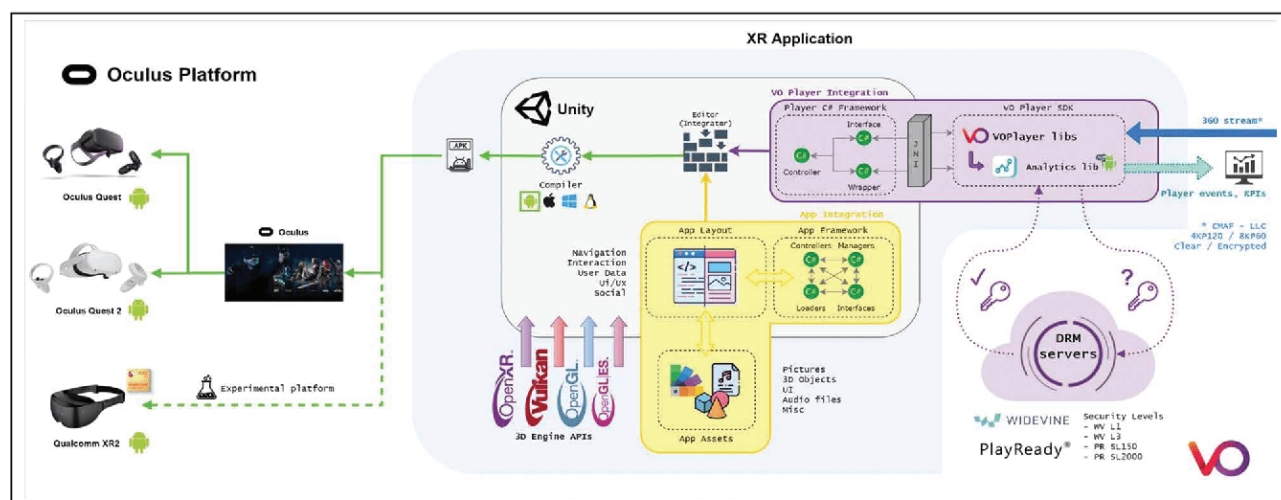 XR Application
Oculus Platform
Oculus Quest
Oculus Quest 2
Qualcomm XR2
Oculus
Experimental platform
APK
Unity
Compiler
Editor
(Integrator)
Navigation
Interaction
User Data
Ui/Ux
Social
OpenXR.
Vulkan
OpenGL.
OpenGL|ES.
3D Engine APIs
VO Player Integration
Player C# Framework
Interface
C#
C#
Controller
C#
Wrapper
JNI
VO Player SDK
VO VOPlayer libs
Analytics lib
App Integration
App Layout
</>
App Framework
Controllers Managers
C# C#
C# C#
Loaders Interfaces
App Assets
Pictures
3D Objects
UI
Audio files
Misc
360 stream*
Player events, KPIs
* CMAF - LLC
4KP120 / 8KP60
Clear / Encrypted
?
DRM
servers
WIDEVINE
PlayReady®
Security Levels
- WV L1
- WV L3
- PR SL150
- PR SL2000
VO